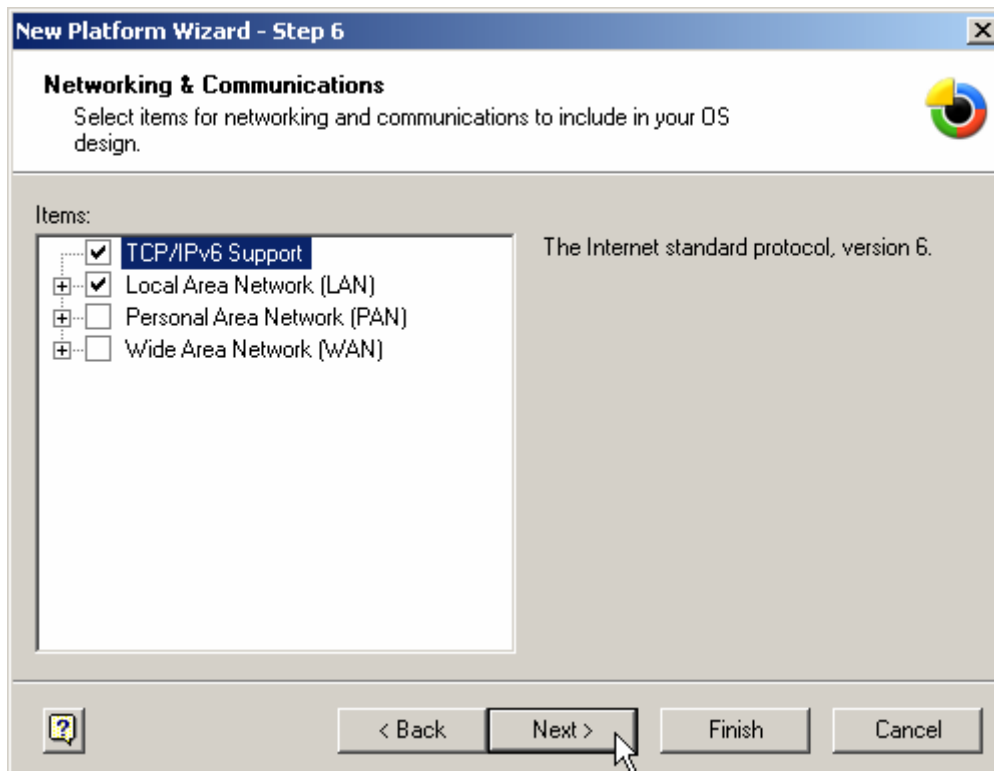 New Platform Wizard - Step 6
Networking & Communications
Select items for networking and communications to include in your OS
design.
Items:
TCP/IPv6 Support
The Internet standard protocol, version 6.
Local Area Network (LAN)
Personal Area Network (PAN)
Wide Area Network (WAN)
< Back
Next >
Finish
Cancel